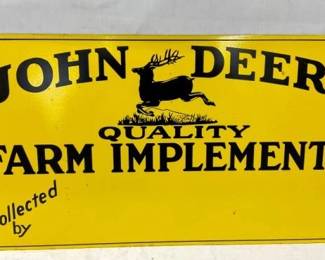 JOHN DEER
QUALITY
FARM IMPLEMENT
ollected
by